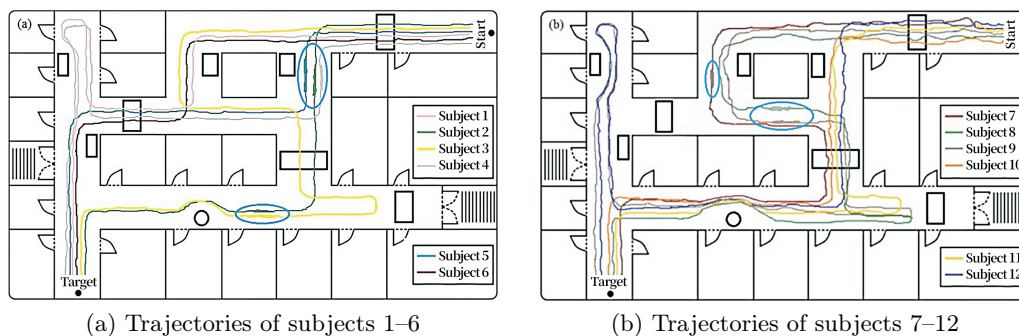 (a)
Start
Subject 1
Subject 2
Subject 3
Subject 4
Subject 5
Subject 6
Target
(b)
Start
Subject 7
Subject 8
Subject 9
Subject 10
Subject 11
Subject 12
Target
(a) Trajectories of subjects 1–6
(b) Trajectories of subjects 7–12